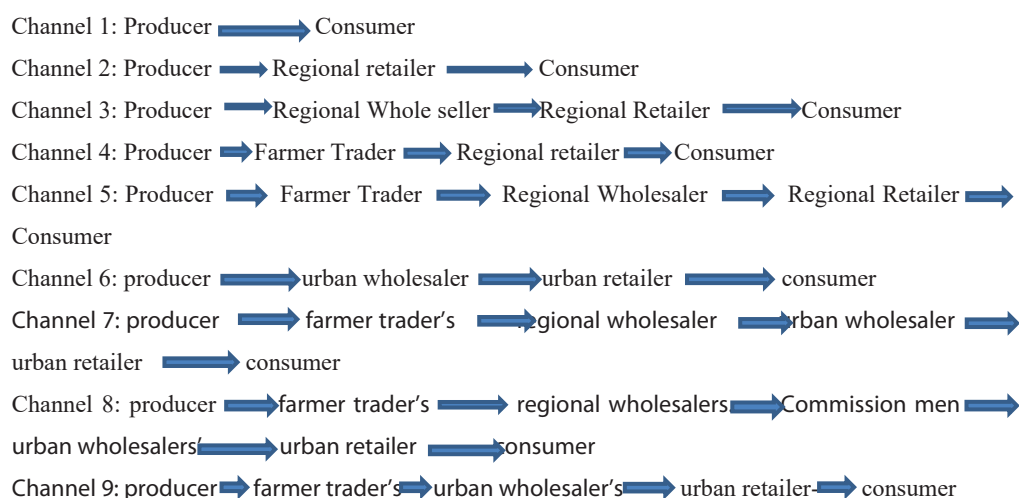 Channel 1: Producer Consumer
Channel 2: Producer Regional retailer Consumer
Channel 3: Producer Regional Whole seller Regional Retailer Consumer
Channel 4: Producer Farmer Trader Regional retailer Consumer
Channel 5: Producer Farmer Trader Regional Wholesaler Regional Retailer
Consumer
Channel 6: producer urban wholesaler urban retailer consumer
Channel 7: producer farmer trader's regional wholesaler urban wholesaler
urban retailer consumer
Channel 8: producer farmer trader's regional wholesalers. Commission men
urban wholesalers' urban retailer consumer
Channel 9: producer farmer trader's urban wholesaler's urban retailer- consumer